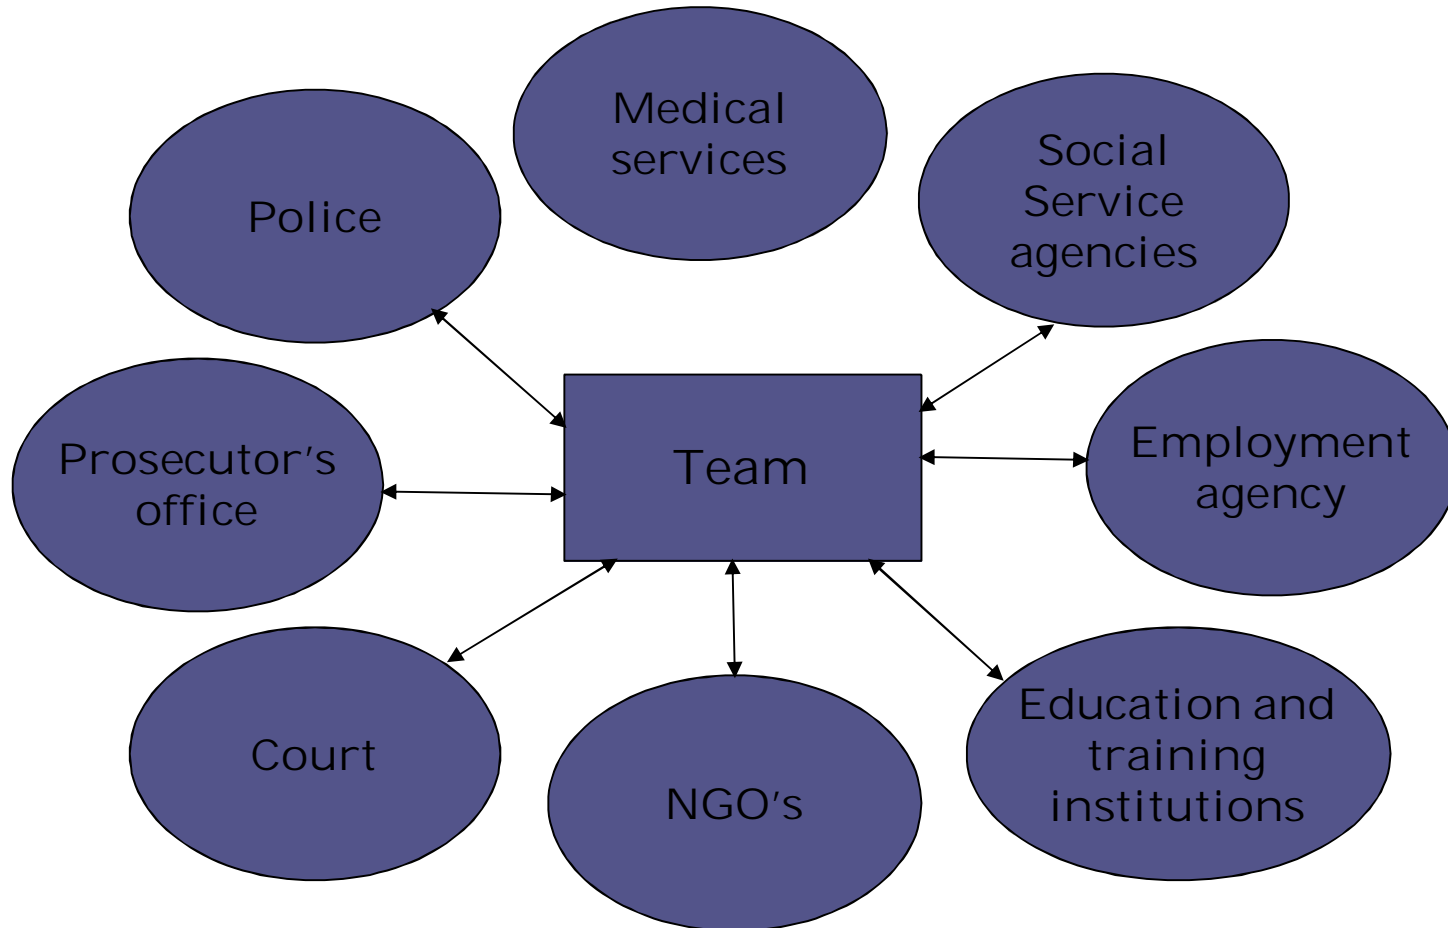 Medical
services
Social
Service
agencies
Police
Employment
agency
Team
Prosecutor's
office
Education and
training
institutions
Court
NGO's